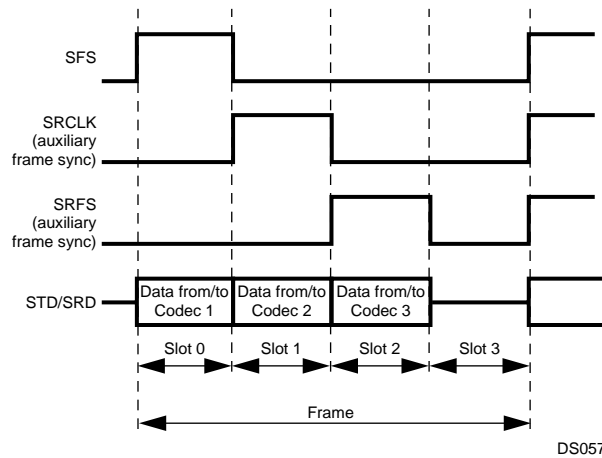 SFS
SRCLK
(auxiliary
frame sync)
SRFS
(auxiliary
frame sync)
STD/SRD
Data from/to
Codec 1
Data from/to
Codec 2
Data from/to
Codec 3
Slot 0
Slot 1
Slot 2
Slot 3
Frame
DS057